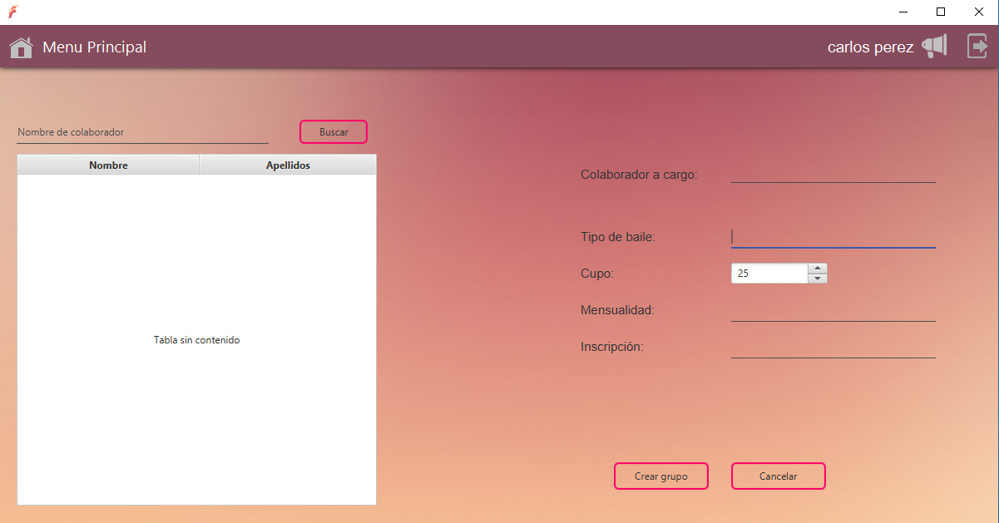 Menu Principal
carlos perez
Nombre de colaborador
Buscar
Nombre Apellidos
Tabla sin contenido
Colaborador a cargo:
Tipo de baile:
Cupo: 25
Mensualidad:
Inscripción:
Crear grupo
Cancelar